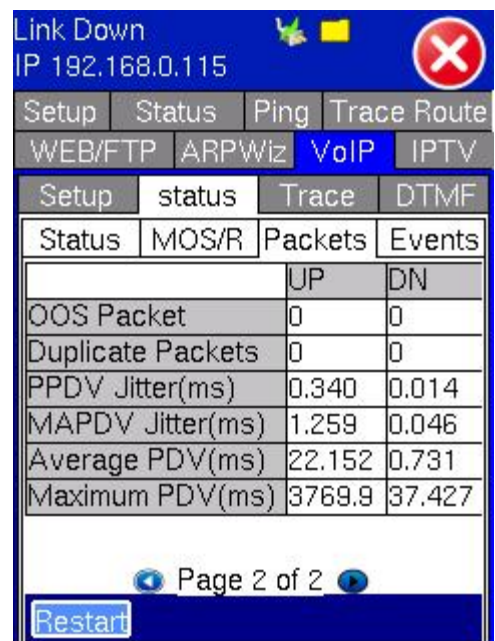 Link Down
IP 192.168.0.115
Setup Status Ping Trace Route
WEB/FTP ARPWiz VoIP IPTV
Setup status Trace DTMF
Status MOS/R Packets Events
UP DN
OOS Packet 0 0
Duplicate Packets 0 0
PPDV Jitter(ms) 0.340 0.014
MAPDV Jitter(ms) 1.259 0.046
Average PDV(ms) 22.152 0.731
Maximum PDV(ms) 3769.9 37.427
Page 2 of 2
Restart